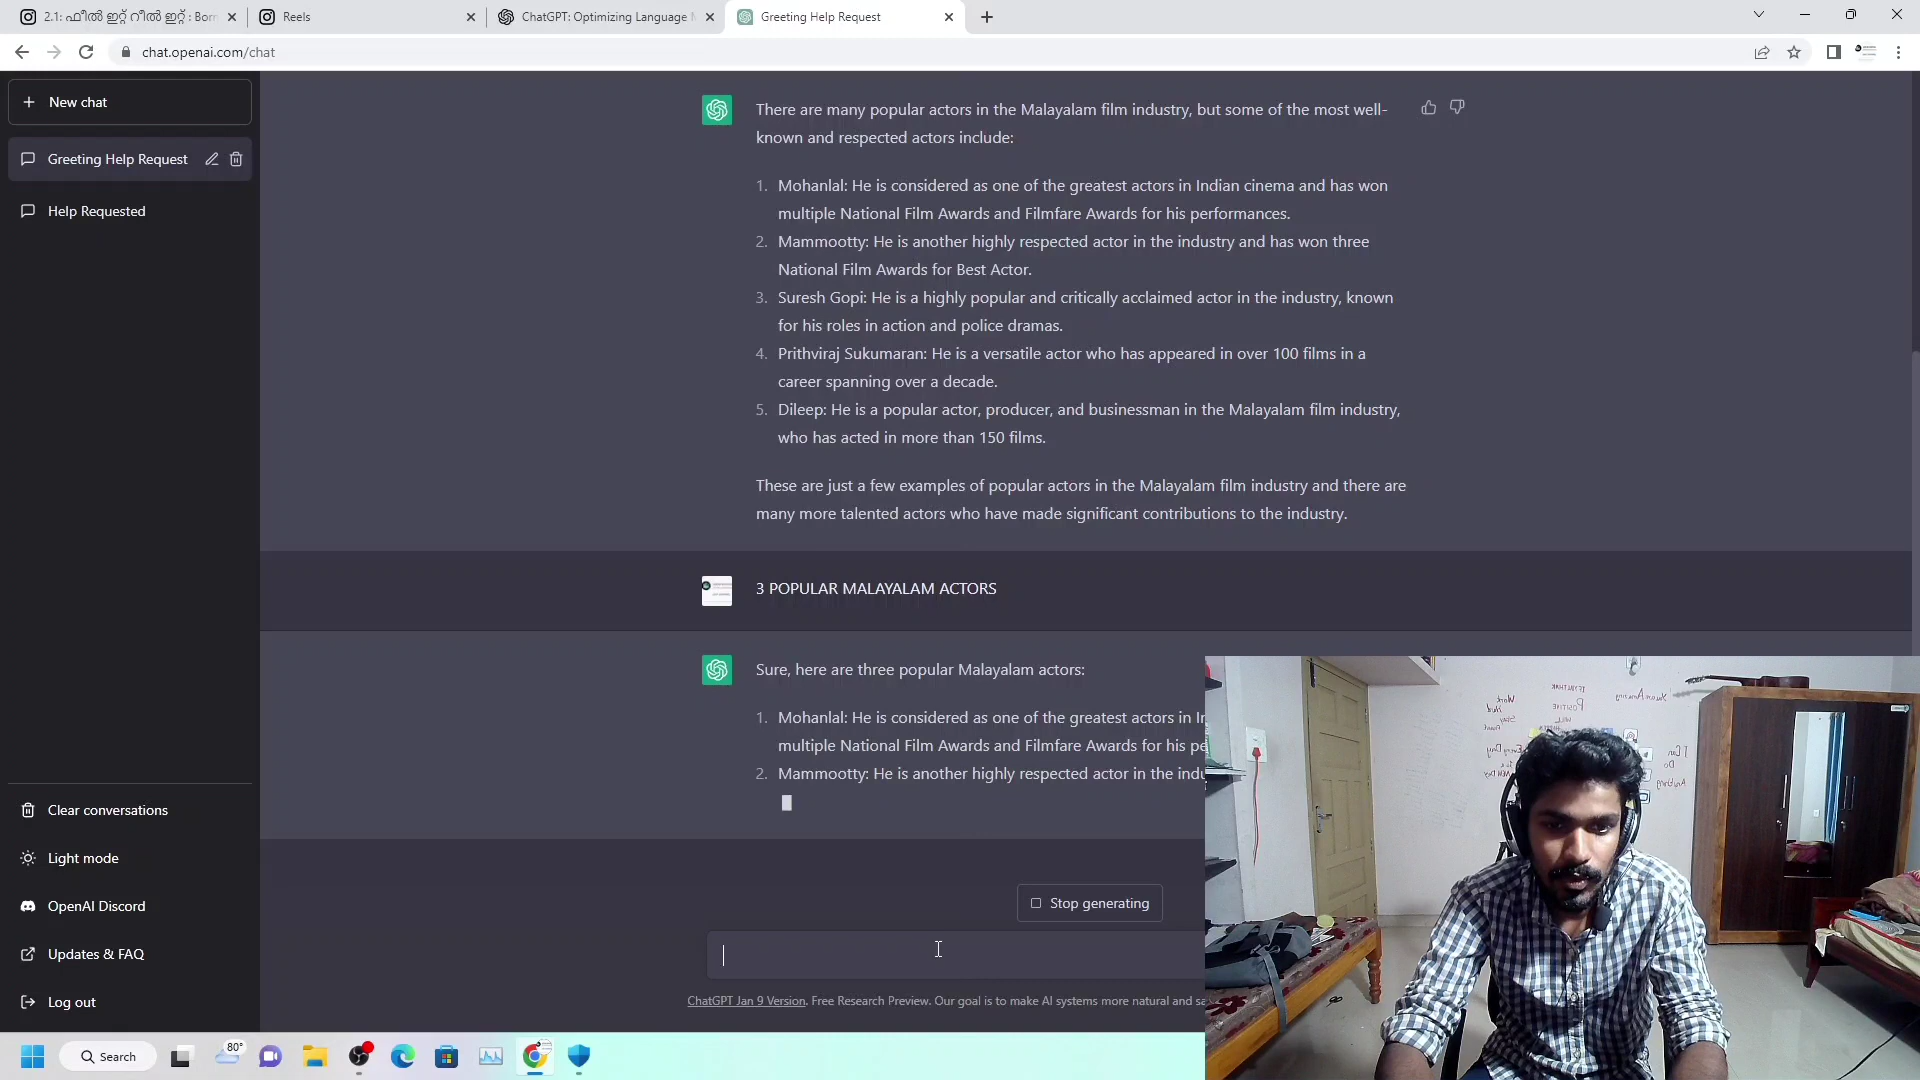 2.1: ഫീൽ ഇറ്റ് റീൽ ഇറ്റ് : Born
Reels
ChatGPT: Optimizing Language
Greeting Help Request
chat.openai.com/chat
New chat
Greeting Help Request
Help Requested
There are many popular actors in the Malayalam film industry, but some of the most well-
known and respected actors include:
1. Mohanlal: He is considered as one of the greatest actors in Indian cinema and has won
multiple National Film Awards and Filmfare Awards for his performances.
2. Mammootty: He is another highly respected actor in the industry and has won three
National Film Awards for Best Actor.
3. Suresh Gopi: He is a highly popular and critically acclaimed actor in the industry, known
for his roles in action and police dramas.
4. Prithviraj Sukumaran: He is a versatile actor who has appeared in over 100 films in a
career spanning over a decade.
5. Dileep: He is a popular actor, producer, and businessman in the Malayalam film industry,
who has acted in more than 150 films.
These are just a few examples of popular actors in the Malayalam film industry and there are
many more talented actors who have made significant contributions to the industry.
3 POPULAR MALAYALAM ACTORS
Sure, here are three popular Malayalam actors:
1. Mohanlal: He is considered as one of the greatest actors in
multiple National Film Awards and Filmfare Awards for his
2. Mammootty: He is another highly respected actor in the
Stop generating
ChatGPT Jan 9 Version. Free Research Preview. Our goal is to make AI systems more natural and
Clear conversations
Light mode
OpenAI Discord
Updates & FAQ
Log out
80°
Search